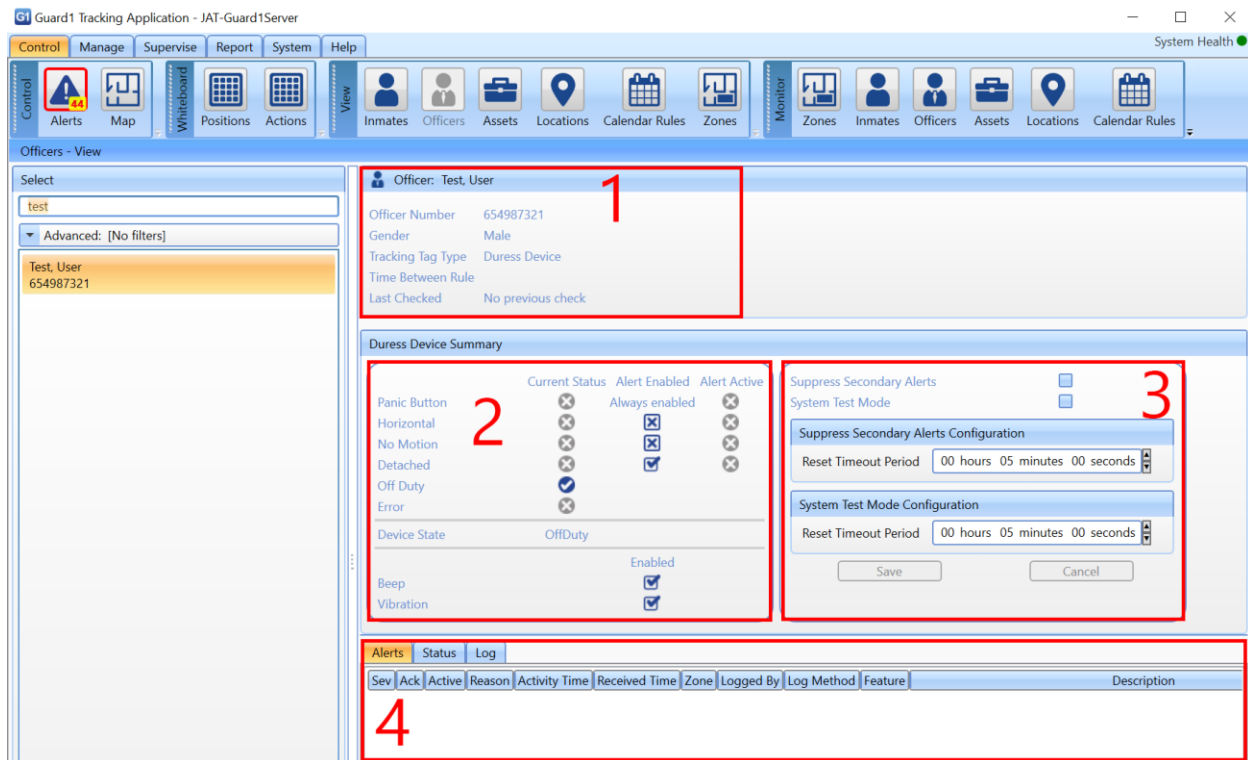 G1 Guard1 Tracking Application - JAT-Guard1Server
Control Manage Supervise Report System Help System Health
Control
44
Alerts Map
Whiteboard
Positions Actions
View
Inmates Officers Assets Locations Calendar Rules Zones
Monitor
Zones Inmates Officers Assets Locations Calendar Rules
Officers - View
Select
test
Advanced: [No filters]
Test, User
654987321
Officer: Test, User
1
Officer Number 654987321
Gender Male
Tracking Tag Type Duress Device
Time Between Rule
Last Checked No previous check
Duress Device Summary
2
Current Status Alert Enabled Alert Active
Panic Button Always enabled
Horizontal
No Motion
Detached
Off Duty
Error
Device State OffDuty
Enabled
Beep
Vibration
3
Suppress Secondary Alerts
System Test Mode
Suppress Secondary Alerts Configuration
Reset Timeout Period 00 hours 05 minutes 00 seconds
System Test Mode Configuration
Reset Timeout Period 00 hours 05 minutes 00 seconds
Save Cancel
Alerts Status Log
Sev Ack Active Reason Activity Time Received Time Zone Logged By Log Method Feature Description
4